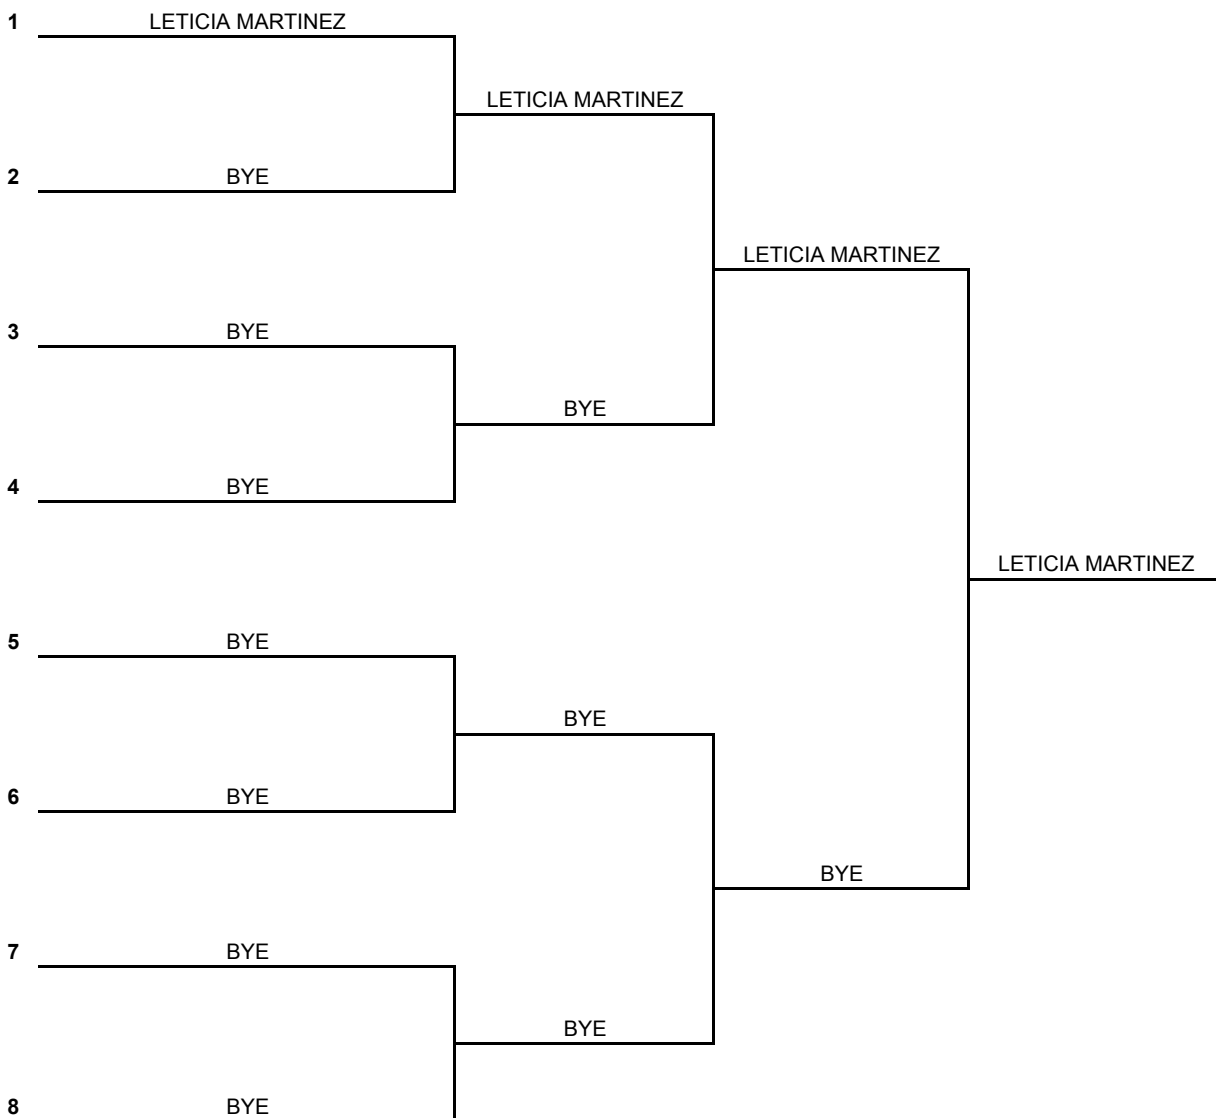 1 LETICIA MARTINEZ
LETICIA MARTINEZ
2 BYE
LETICIA MARTINEZ
3 BYE
BYE
4 BYE
LETICIA MARTINEZ
5 BYE
BYE
6 BYE
BYE
7 BYE
BYE
8 BYE